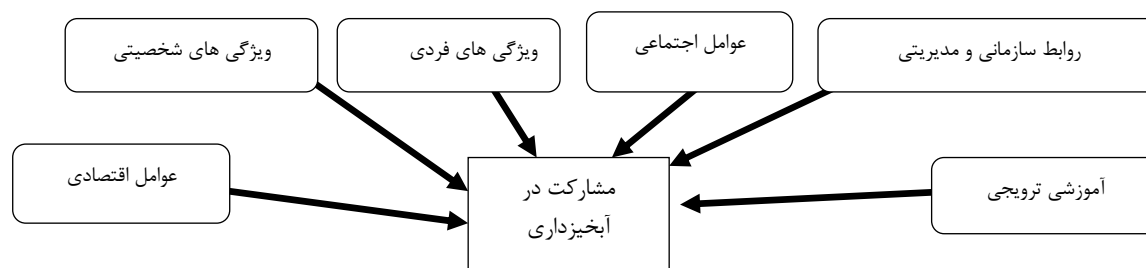 روابط سازمانی و مدیریتی
عوامل اجتماعی
ویژگی های فردی
ویژگی های شخصیتی
آموزشی ترویجی
عوامل اقتصادی
مشارکت در
آبخیزداری